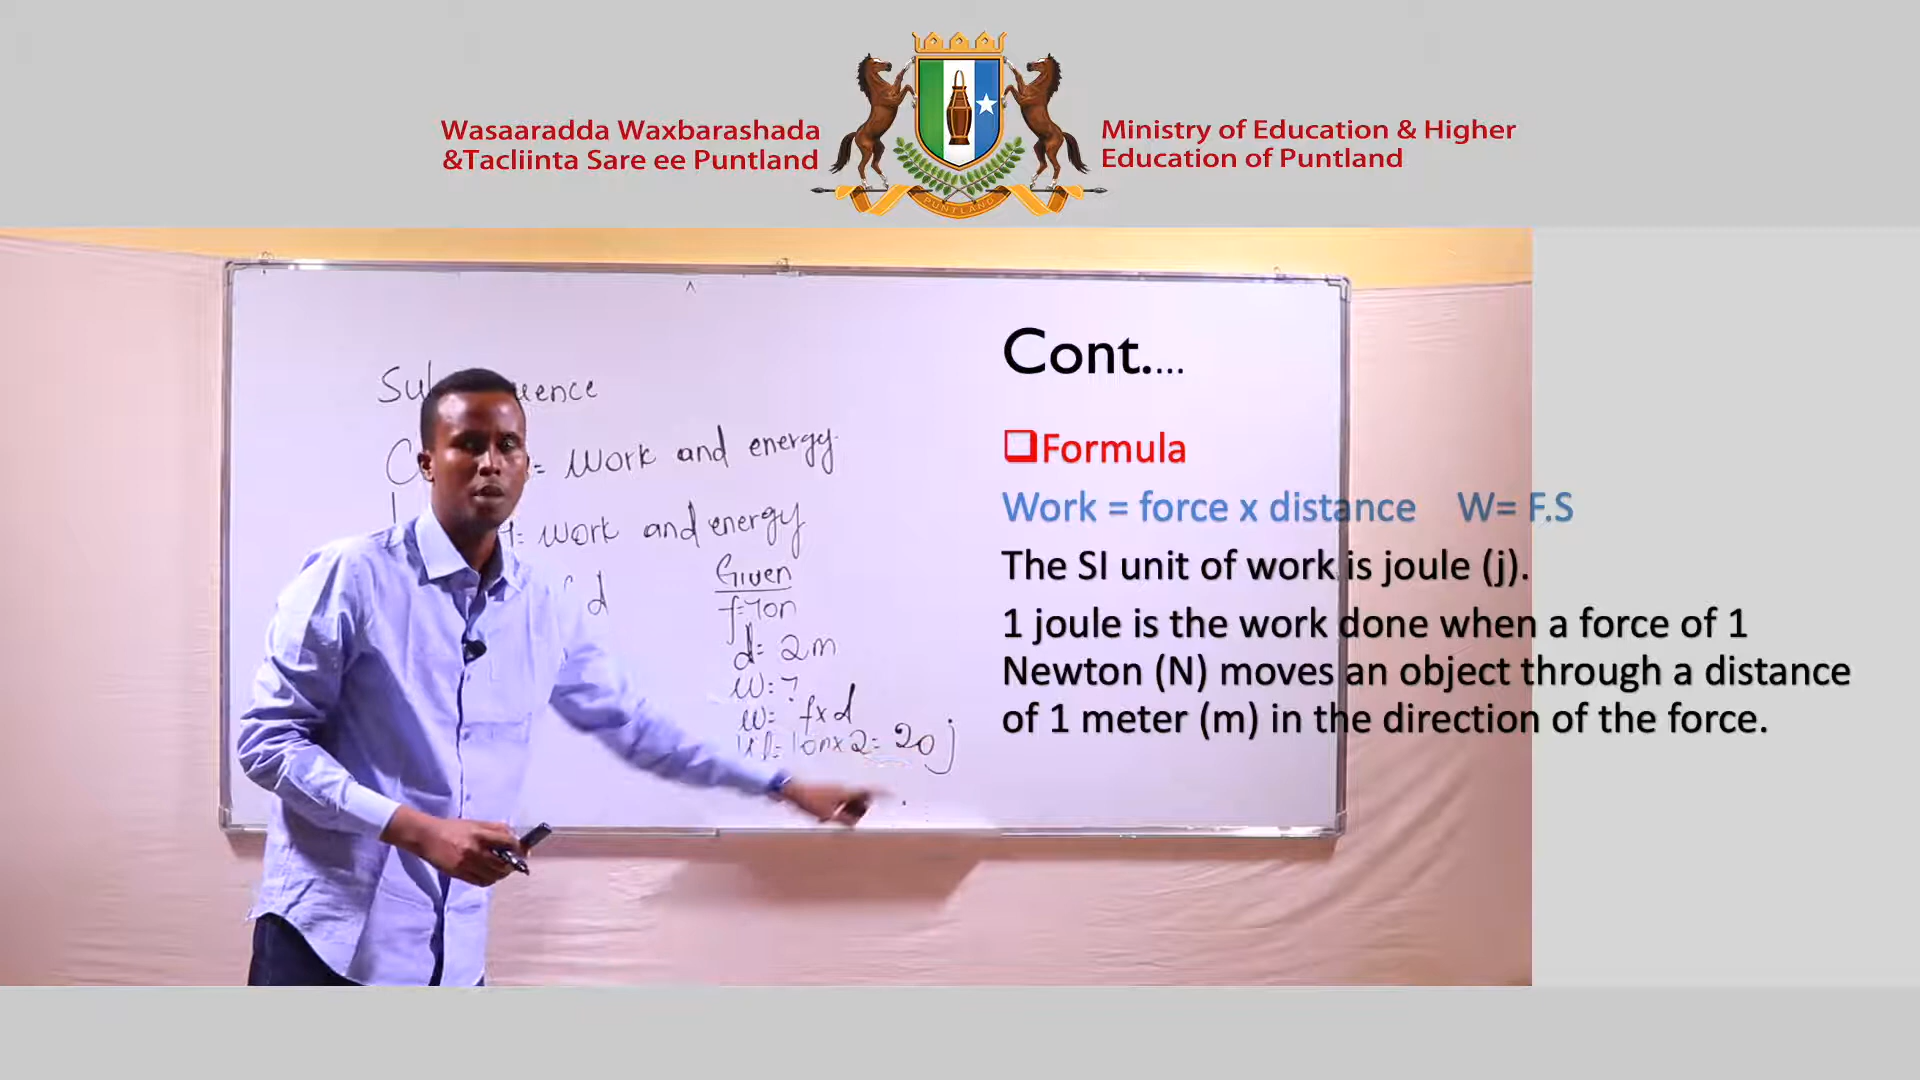 Wasaaradda Waxbarashada
&Tacliinta Sare ee Puntland
Ministry of Education & Higher
Education of Puntland
PUNTLAND
Cont....
Formula
Work = force x distance W= F.S
The SI unit of work is joule (j).
1 joule is the work done when a force of 1
Newton (N) moves an object through a distance
of 1 meter (m) in the direction of the force.
= Work and energy.
= work and energy
d
Given
d= 2m
w=?
w= fxd
10nx2= 20j